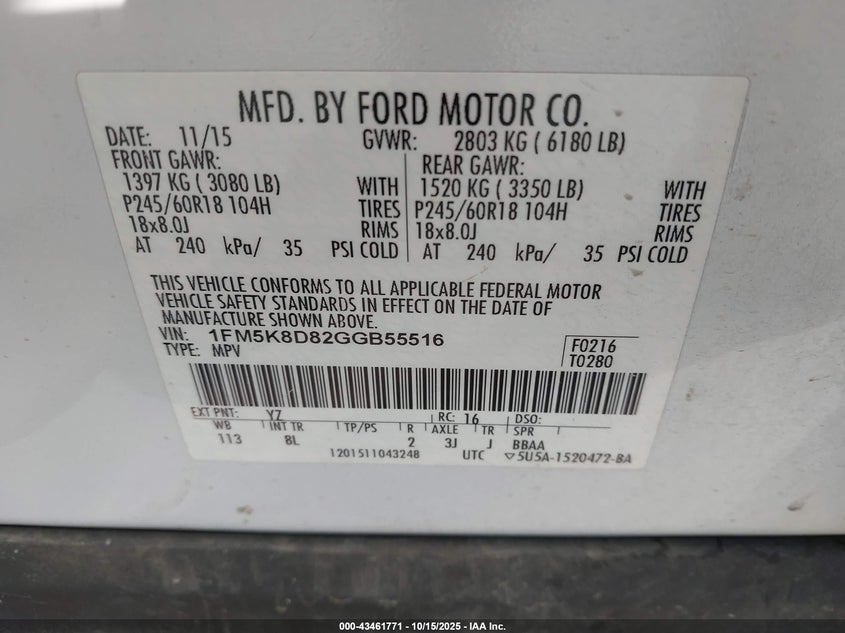 MFD. BY FORD MOTOR CO.
DATE: 11/15 GVWR: 2803 KG ( 6180 LB)
FRONT GAWR: REAR GAWR:
1397 KG ( 3080 LB) WITH 1520 KG ( 3350 LB) WITH
P245/60R18 104H TIRES P245/60R18 104H TIRES
18x8.0J RIMS 18x8.0J RIMS
AT 240 kPa/ 35 PSI COLD AT 240 kPa/ 35 PSI COLD
THIS VEHICLE CONFORMS TO ALL APPLICABLE FEDERAL MOTOR
VEHICLE SAFETY STANDARDS IN EFFECT ON THE DATE OF
MANUFACTURE SHOWN ABOVE.
VIN: 1FM5K8D82GGB55516 F0216
TYPE: MPV T0280
EXT PNT: YZ RC: 16 DSO:
WB INT TR TP/PS R AXLE TR SPR
113 BL 2 3J J BBAA
1201511043248 UTC ▽5U5A-1520472-BA
000-43461771 - 10/15/2025 - IAA Inc.